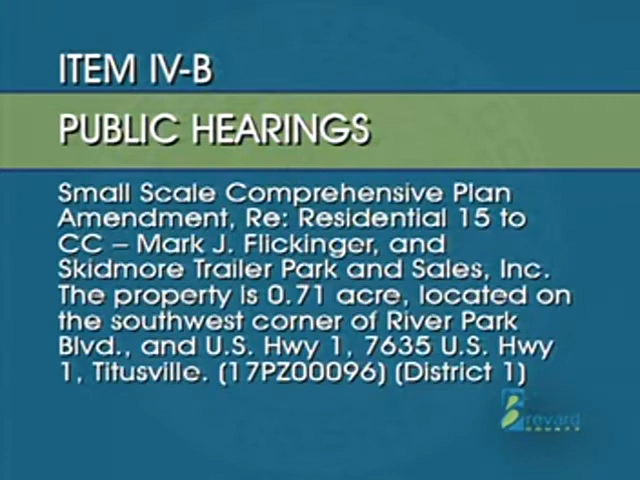 ITEM IV-B
PUBLIC HEARINGS
Small Scale Comprehensive Plan
Amendment, Re: Residential 15 to
CC – Mark J. Flickinger, and
Skidmore Trailer Park and Sales, Inc.
The property is 0.71 acre, located on
the southwest corner of River Park
Blvd., and U.S. Hwy 1, 7635 U.S. Hwy
1, Titusville. (17PZ00096) (District 1)
Brevard
COUNTY